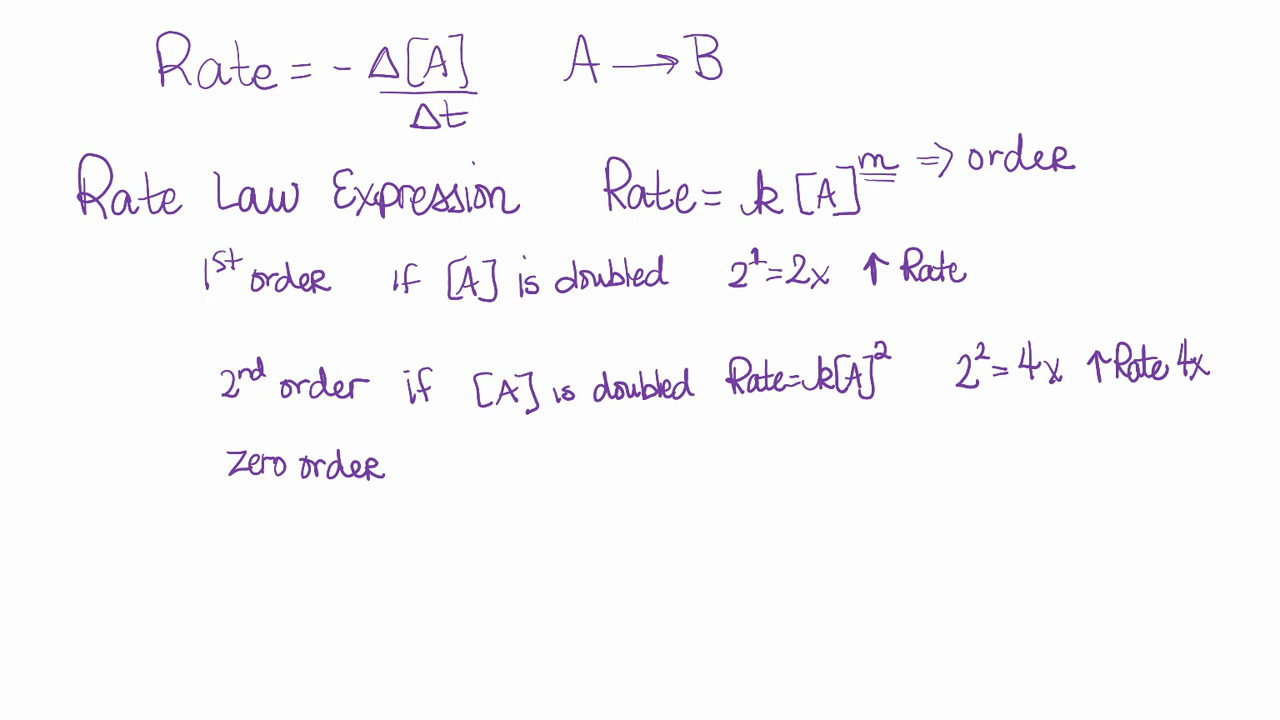 Rate = - Δ[A] / Δt    A ⟶ B
Rate Law Expression    Rate = k [A]^m ⇒ order
1st order if [A] is doubled 2^1 = 2x ↑ Rate
2nd order if [A] is doubled Rate = k[A]^2 2^2 = 4x ↑ Rate 4x
Zero order